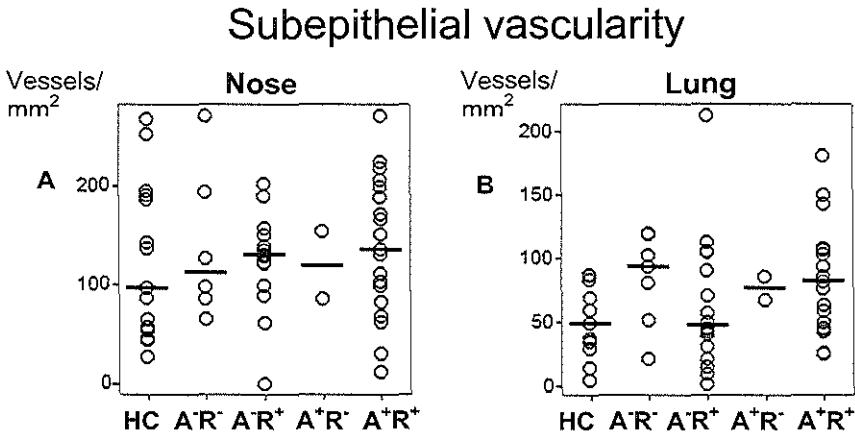 Subepithelial vascularity
Vessels/
mm²
Nose
A
200
100
0
HC A⁻R⁻ A⁻R⁺ A⁺R⁻ A⁺R⁺
Vessels/
mm²
Lung
B
200
150
100
50
0
HC A⁻R⁻ A⁻R⁺ A⁺R⁻ A⁺R⁺